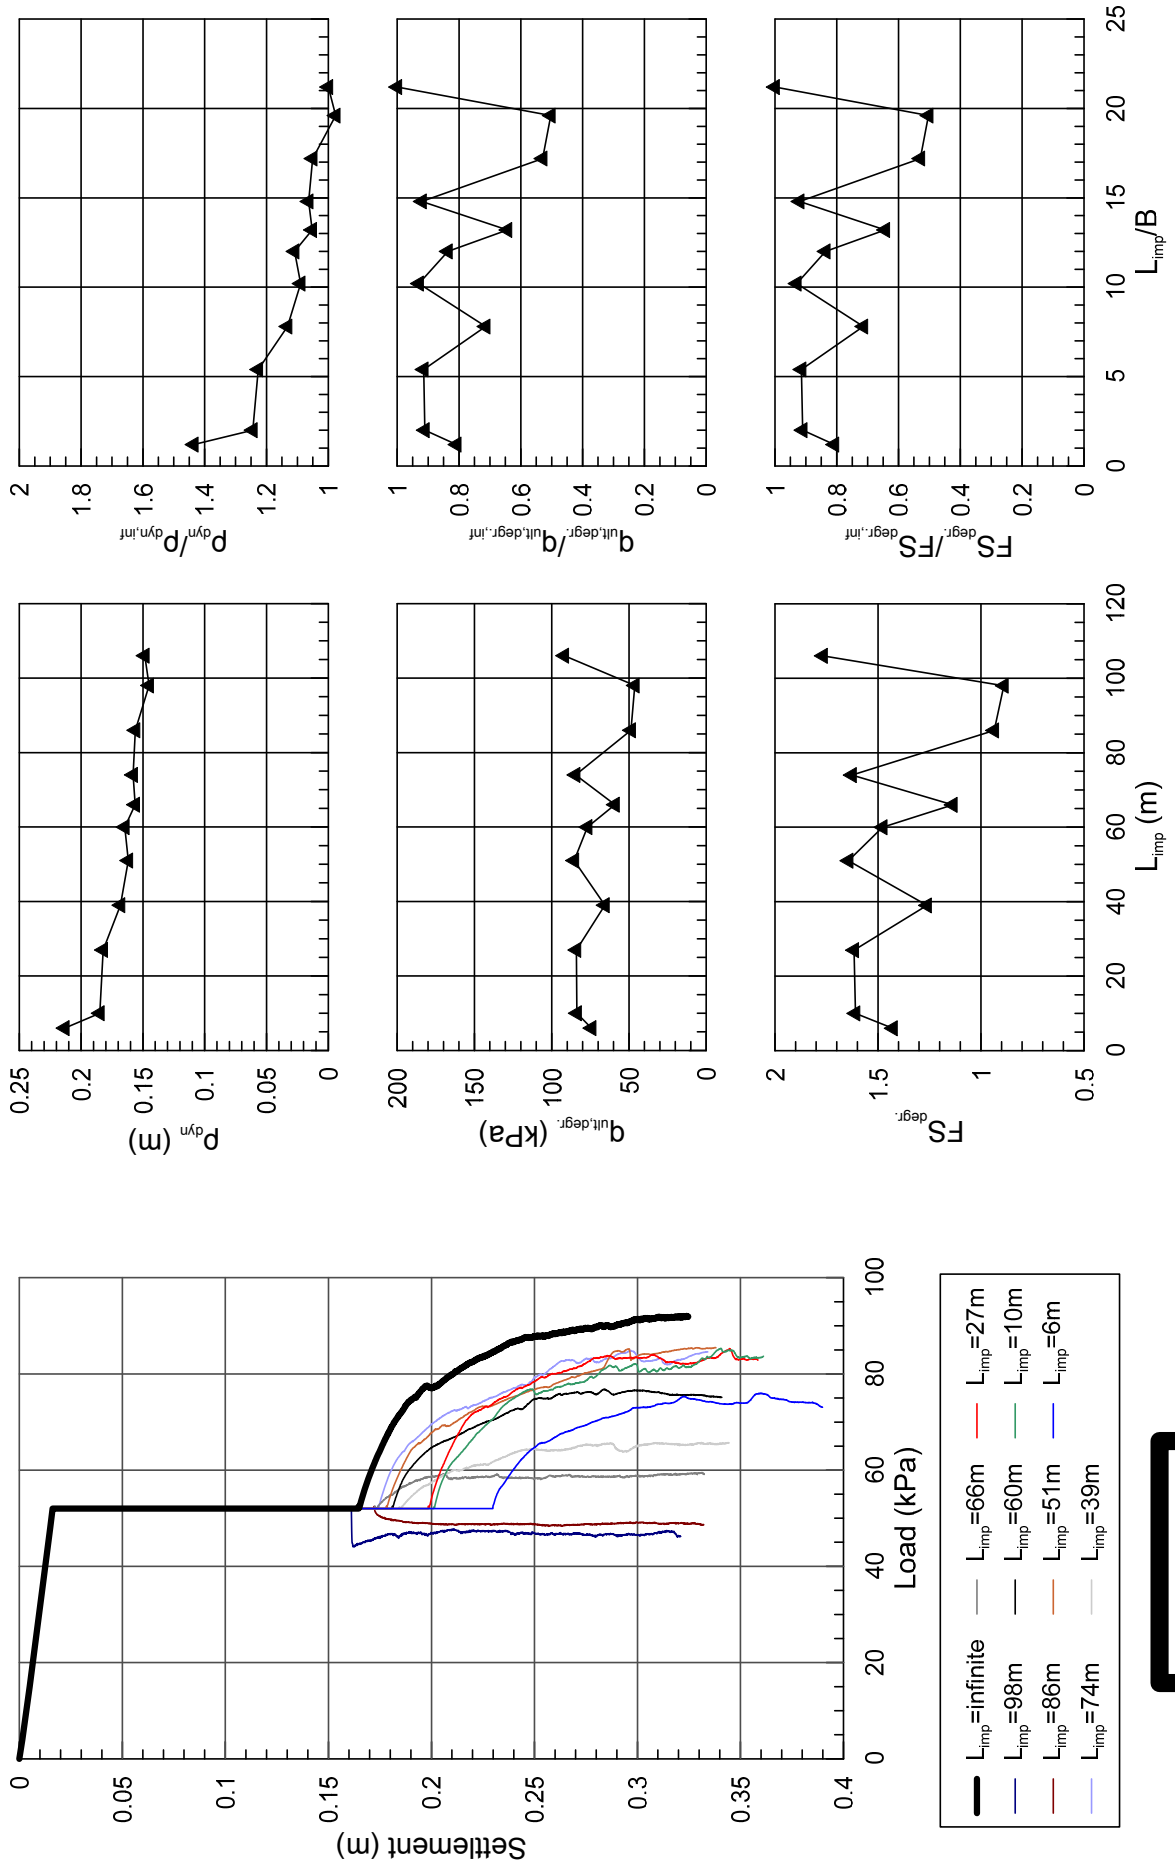 0
0.05
0.1
0.15
0.2
0.25
0.3
0.35
0.4
Settlement (m)
0
20
40
60
80
100
Load (kPa)
L_imp=infinite
L_imp=98m
L_imp=86m
L_imp=74m
L_imp=66m
L_imp=60m
L_imp=51m
L_imp=39m
L_imp=27m
L_imp=10m
L_imp=6m
0.25
0.2
0.15
0.1
0.05
0
ρ_dyn (m)
200
150
100
50
0
q_ult,degr. (kPa)
2
1.5
1
0.5
FS_degr.
0
20
40
60
80
100
120
L_imp (m)
2
1.8
1.6
1.4
1.2
1
ρ_dyn/ρ_dyn,inf
1
0.8
0.6
0.4
0.2
0
q_ult,degr./q_ult,degr.,inf
1
0.8
0.6
0.4
0.2
0
FS_degr./FS_degr.,inf
0
5
10
15
20
25
L_imp/B